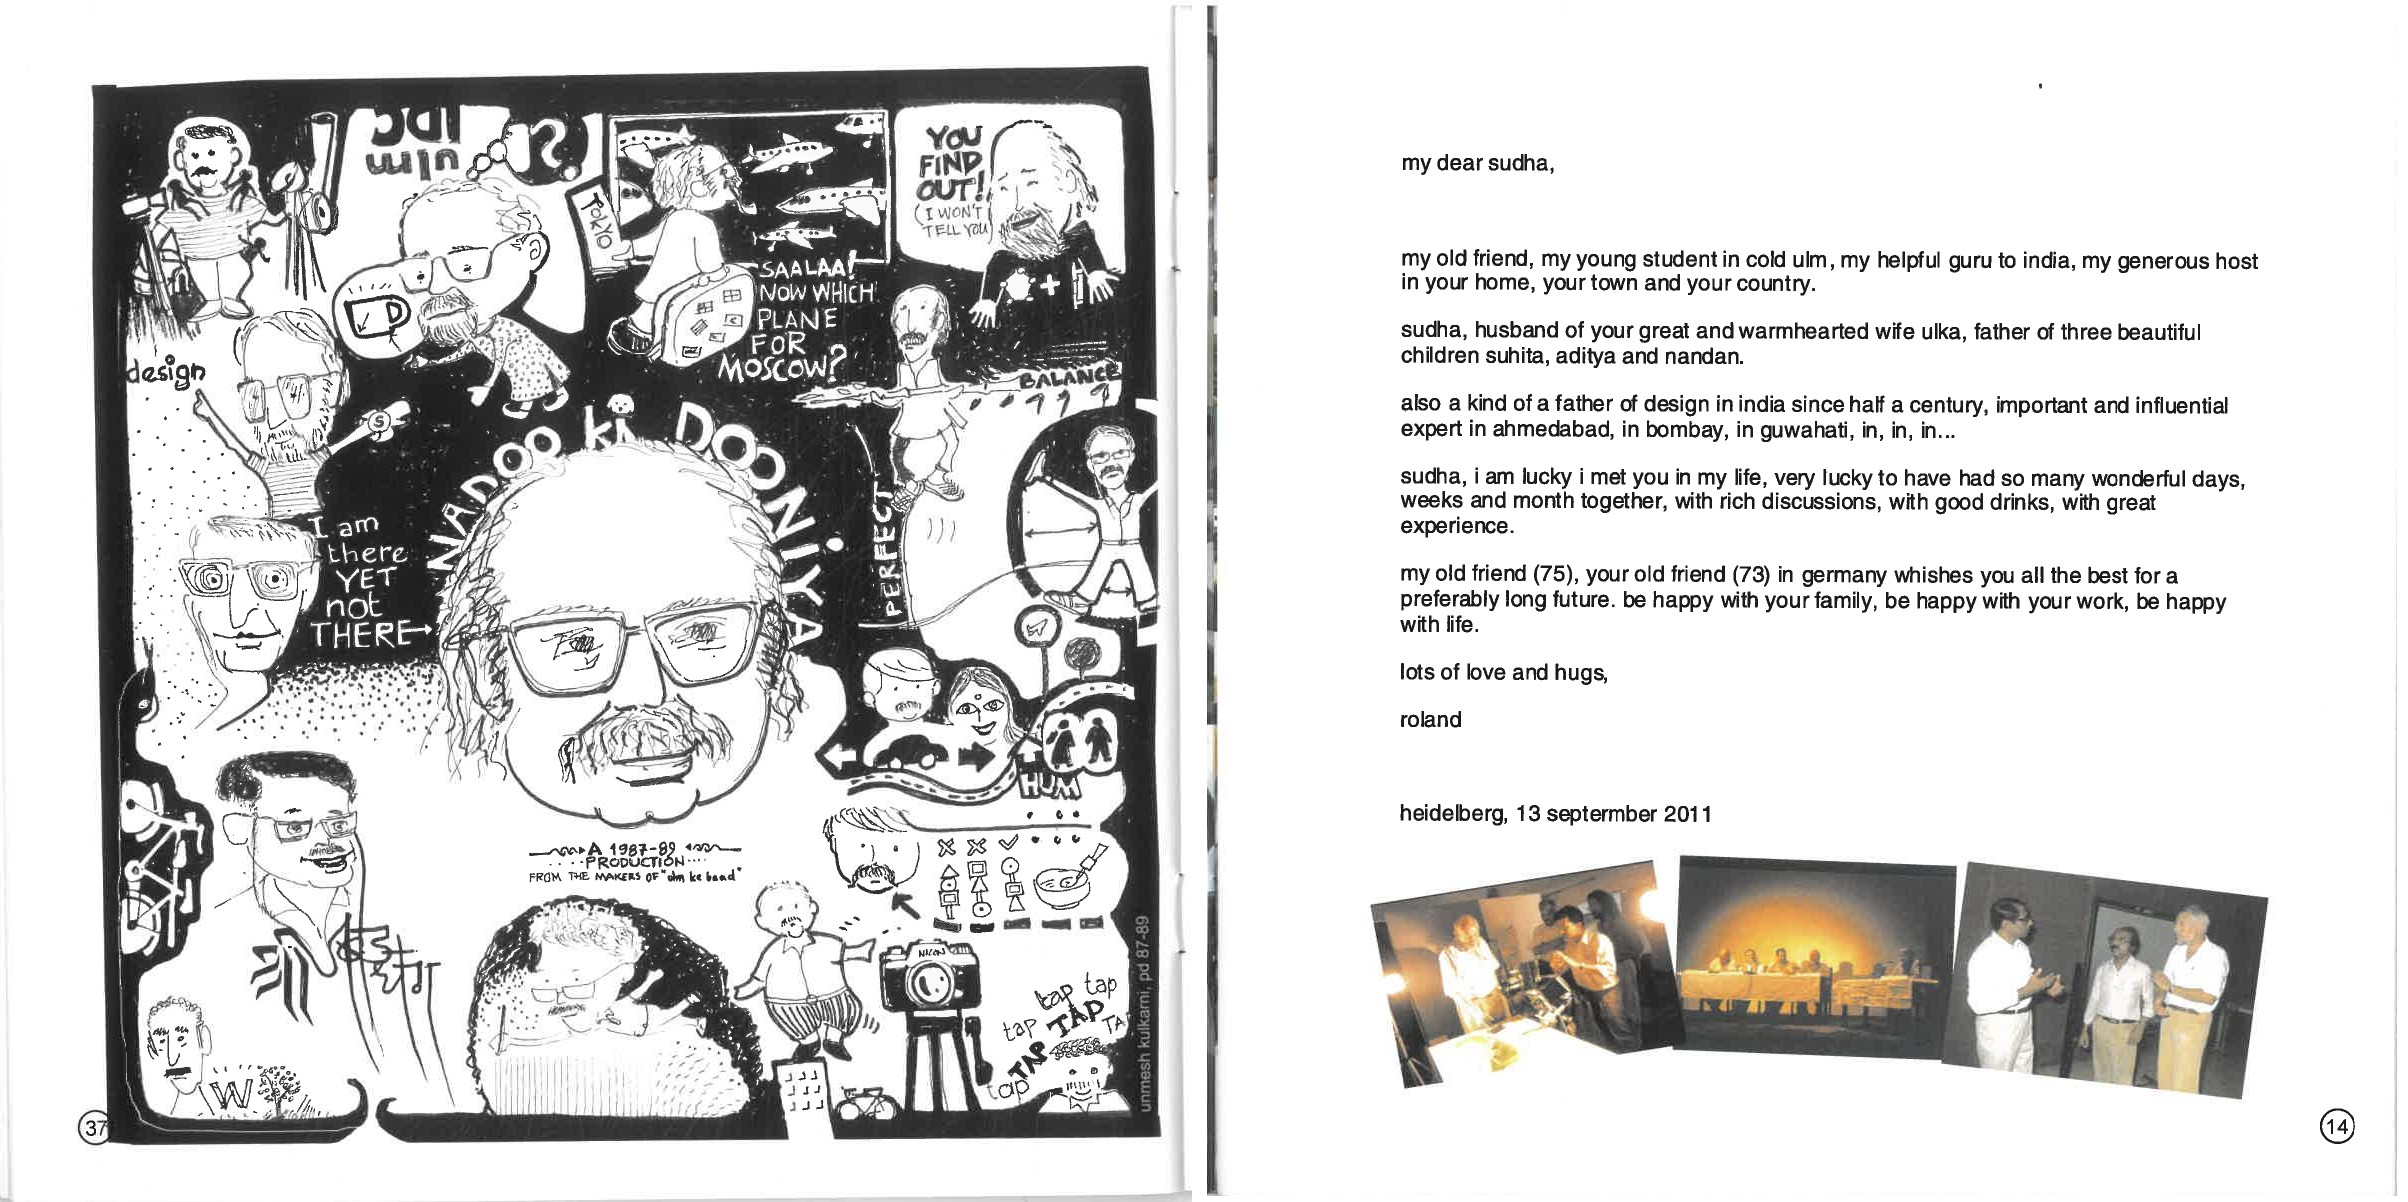 IDC
ulm
TOKYO
SAALAA!
NOW WHICH
PLANE
FOR
MOSCOW?
YOU
FIND
OUT!
(I WON'T
TELL YOU)
+
design
S
BALANCE
PERFECT
NADOO ki DOONIYA
I am
there
YET
not
THERE
HUM
A 1987-89
PRODUCTION
FROM THE MAKERS OF "ulm ke baad"
NIKON
tap tap
tap TAP TA
TAP
tap
W
unmesh kulkarni, pd 87-89
37
my dear sudha,
my old friend, my young student in cold ulm, my helpful guru to india, my generous host
in your home, your town and your country.
sudha, husband of your great and warmhearted wife ulka, father of three beautiful
children suhita, aditya and nandan.
also a kind of a father of design in india since half a century, important and influential
expert in ahmedabad, in bombay, in guwahati, in, in, in...
sudha, i am lucky i met you in my life, very lucky to have had so many wonderful days,
weeks and month together, with rich discussions, with good drinks, with great
experience.
my old friend (75), your old friend (73) in germany whishes you all the best for a
preferably long future. be happy with your family, be happy with your work, be happy
with life.
lots of love and hugs,
roland
heidelberg, 13 septermber 2011
14